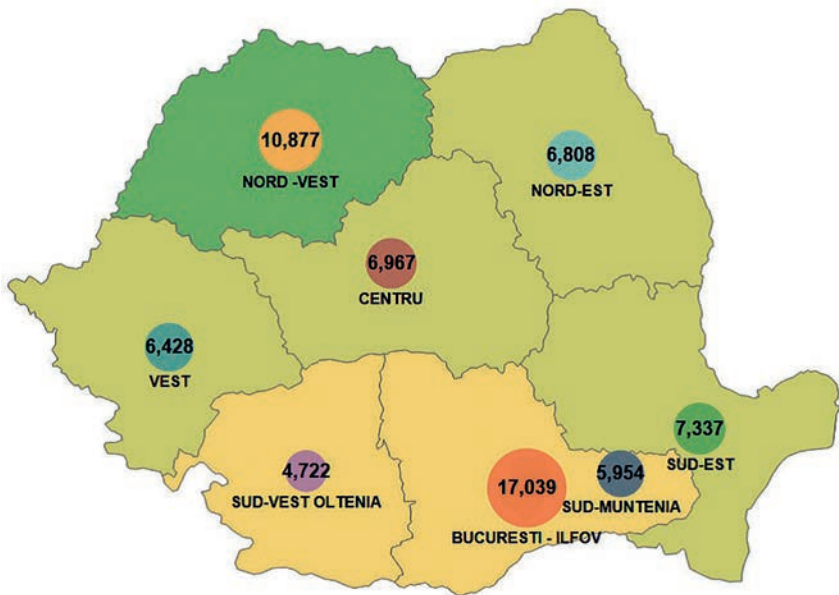 10,877
NORD -VEST
6,808
NORD-EST
6,967
CENTRU
6,428
VEST
7,337
SUD-EST
4,722
SUD-VEST OLTENIA
17,039
BUCURESTI - ILFOV
5,954
SUD-MUNTENIA